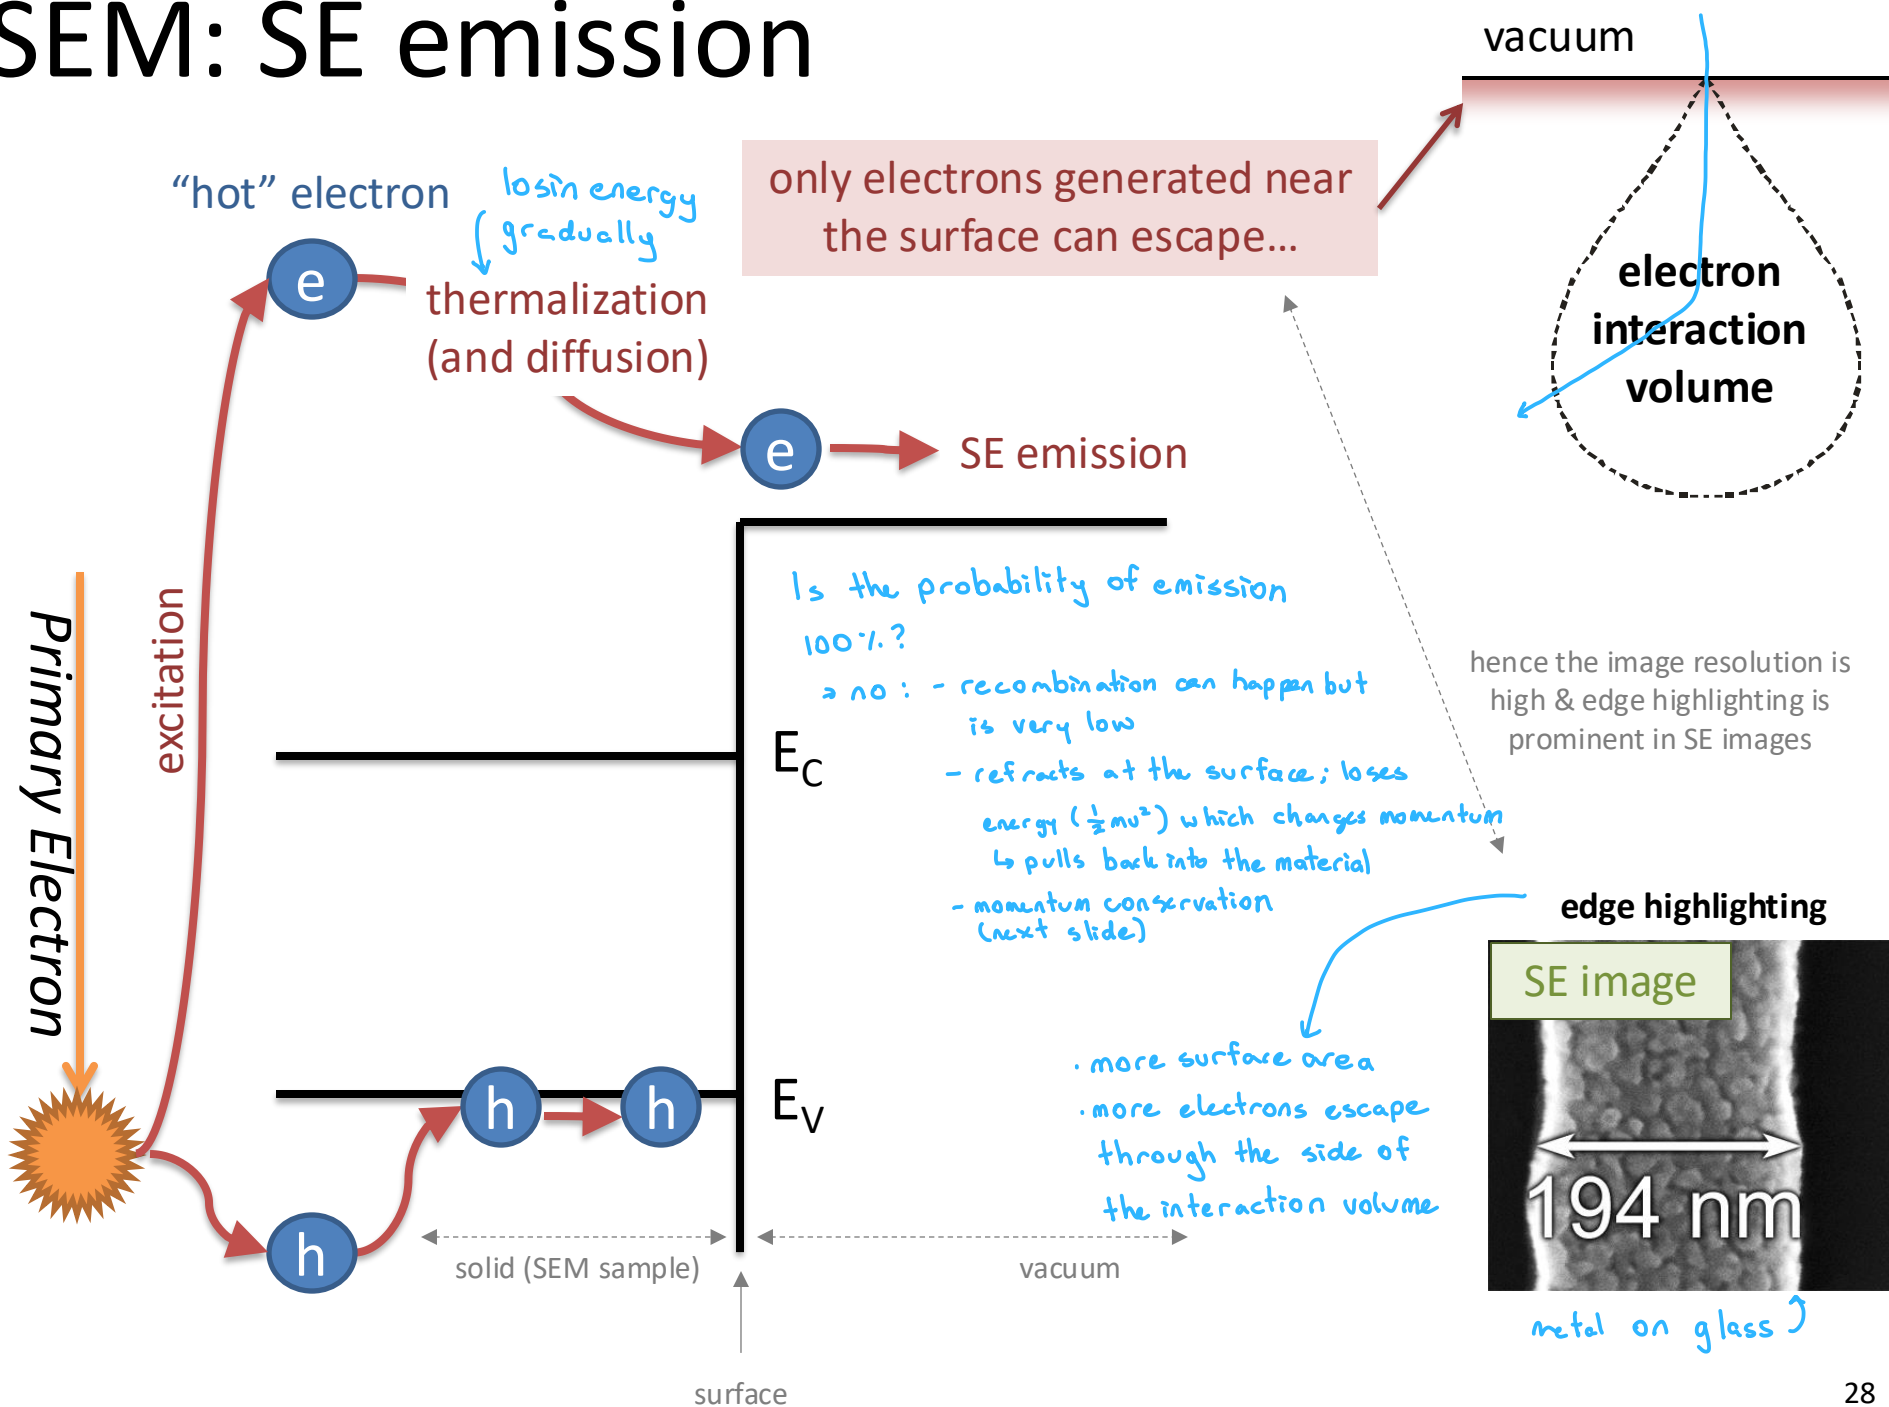 SEM: SE emission
vacuum
"hot" electron
losin energy
gradually
only electrons generated near
the surface can escape...
e
thermalization
(and diffusion)
electron
interaction
volume
e
SE emission
excitation
Primary Electron
Is the probability of emission
100%?
→ no: - recombination can happen but
is very low
- refracts at the surface; loses
energy (½mv²) which changes momentum
↳ pulls back into the material
- momentum conservation
(next slide)
E_C
hence the image resolution is
high & edge highlighting is
prominent in SE images
edge highlighting
SE image
194 nm
metal on glass
E_V
h
h
h
· more surface area
· more electrons escape
through the side of
the interaction volume
solid (SEM sample)
vacuum
surface
28